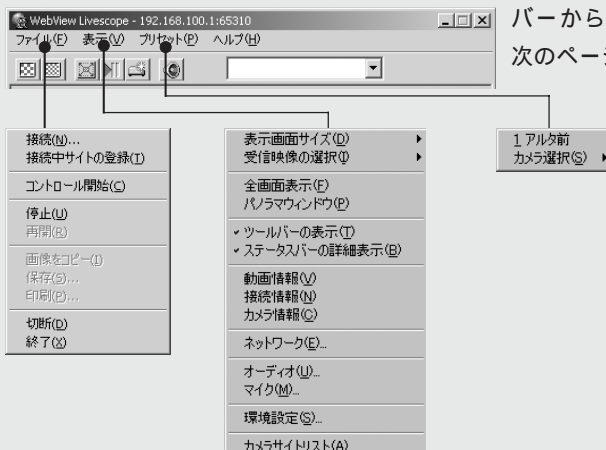 WebView Livescope - 192.168.100.1:65310
ファイル(F) 表示(V) プリセット(P) ヘルプ(H)
バーから
次のペー
接続(N)...
接続中サイトの登録(T)
コントロール開始(C)
停止(U)
再開(R)
画像をコピー(I)
保存(S)...
印刷(P)...
切断(D)
終了(X)
表示画面サイズ(D)
受信映像の選択(I)
全画面表示(F)
パノラマウィンドウ(P)
ツールバーの表示(T)
ステータスバーの詳細表示(B)
動画情報(V)
接続情報(N)
カメラ情報(C)
ネットワーク(E)...
オーディオ(U)...
マイク(M)...
環境設定(S)...
カメラサイトリスト(A)
1 アルタ前
カメラ選択(S)